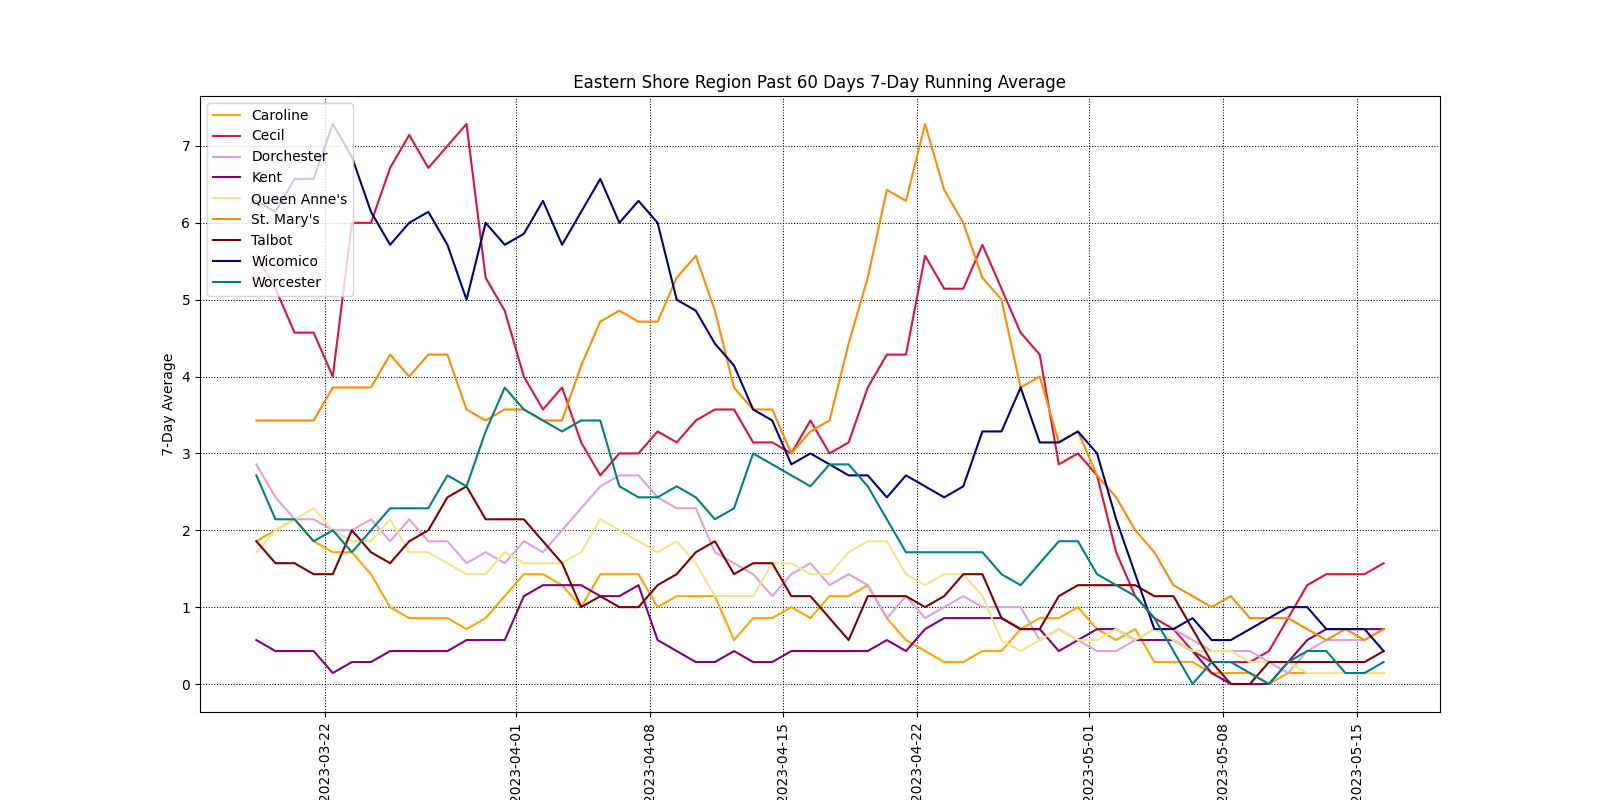 Eastern Shore Region Past 60 Days 7-Day Running Average
Caroline
Cecil
Dorchester
Kent
Queen Anne's
St. Mary's
Talbot
Wicomico
Worcester
7-Day Average
7
6
5
4
3
2
1
0
2023-03-22
2023-04-01
2023-04-08
2023-04-15
2023-04-22
2023-05-01
2023-05-08
2023-05-15